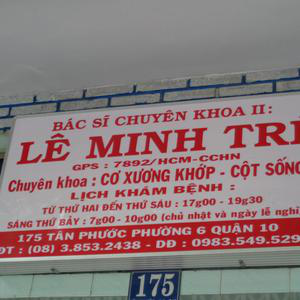 BÁC SĨ CHUYÊN KHOA II:
LÊ MINH TRÍ
GPS : 7892/HCM-CCHN
Chuyên khoa : CƠ XƯƠNG KHỚP - CỘT SỐNG
LỊCH KHÁM BỆNH :
TỪ THỨ HAI ĐẾN THỨ SÁU : 17g00 - 19g30
SÁNG THỨ BẢY : 7g00 - 10g00 (chủ nhật và ngày lễ nghỉ)
175 TÂN PHƯỚC PHƯỜNG 6 QUẬN 10
ĐT: (08) 3.853.2438 - DĐ : 0983.549.529
175